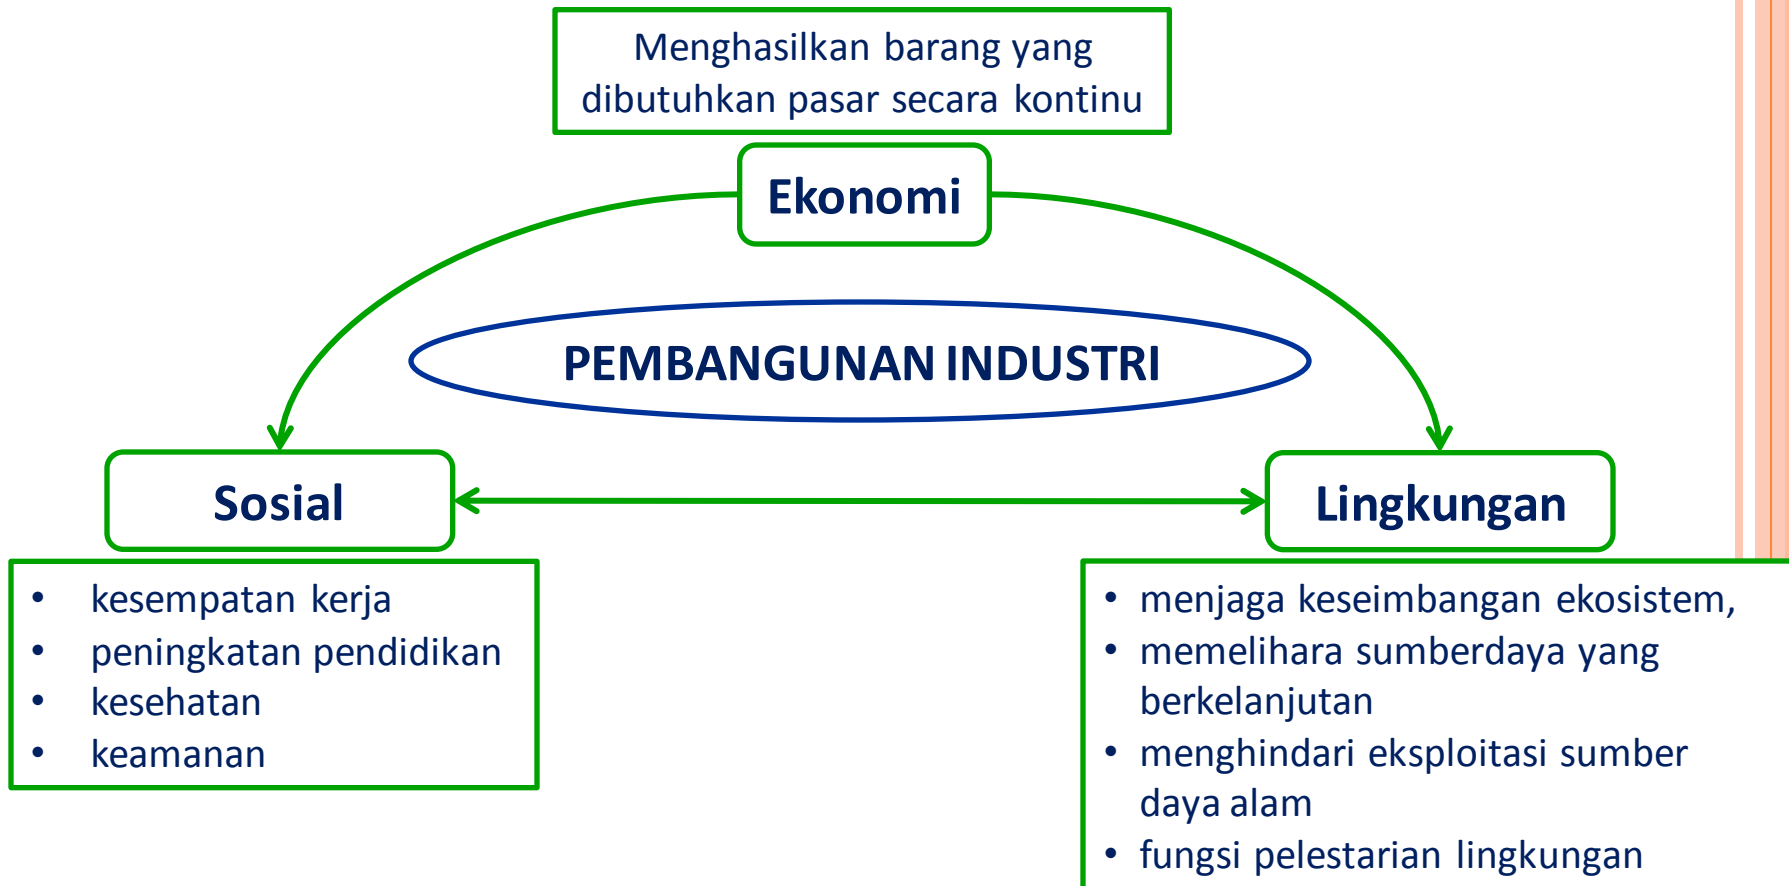 Menghasilkan barang yang
dibutuhkan pasar secara kontinu
Ekonomi
PEMBANGUNAN INDUSTRI
Sosial
Lingkungan
• kesempatan kerja
• peningkatan pendidikan
• kesehatan
• keamanan
• menjaga keseimbangan ekosistem,
• memelihara sumberdaya yang
berkelanjutan
• menghindari eksploitasi sumber
daya alam
• fungsi pelestarian lingkungan